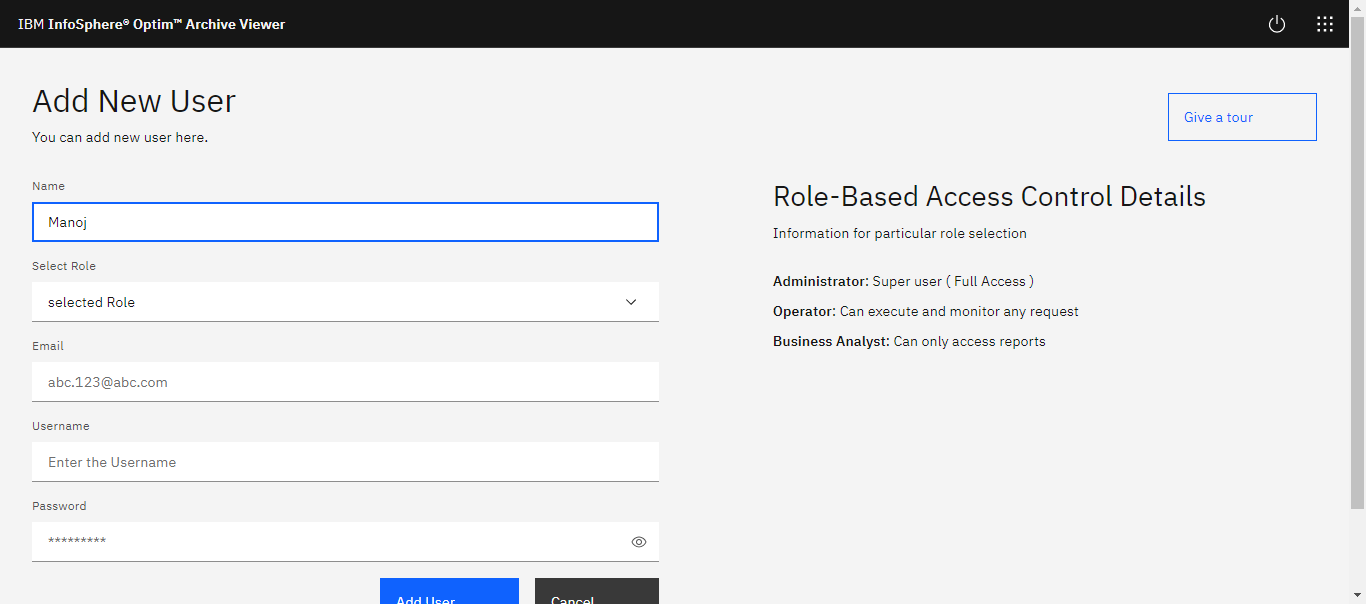 IBM InfoSphere® Optim™ Archive Viewer
Add New User
You can add new user here.
Give a tour
Name
Manoj
Select Role
selected Role
Email
abc.123@abc.com
Username
Enter the Username
Password
*********
Add User
Cancel
Role-Based Access Control Details
Information for particular role selection
Administrator: Super user ( Full Access )
Operator: Can execute and monitor any request
Business Analyst: Can only access reports